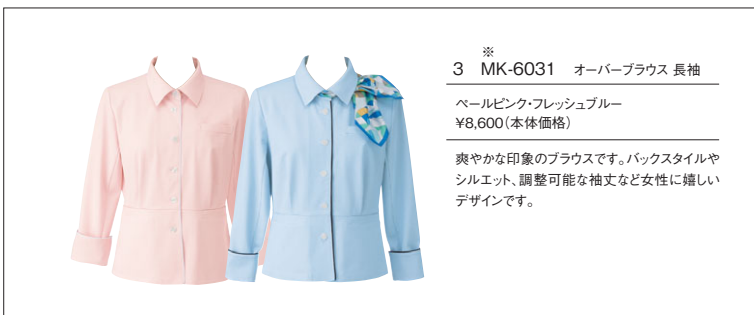 ※
3 MK-6031 オーバーブラウス 長袖
ペールピンク・フレッシュブルー
¥8,600(本体価格)
爽やかな印象のブラウスです。バックスタイルや
シルエット、調整可能な袖丈など女性に嬉しい
デザインです。